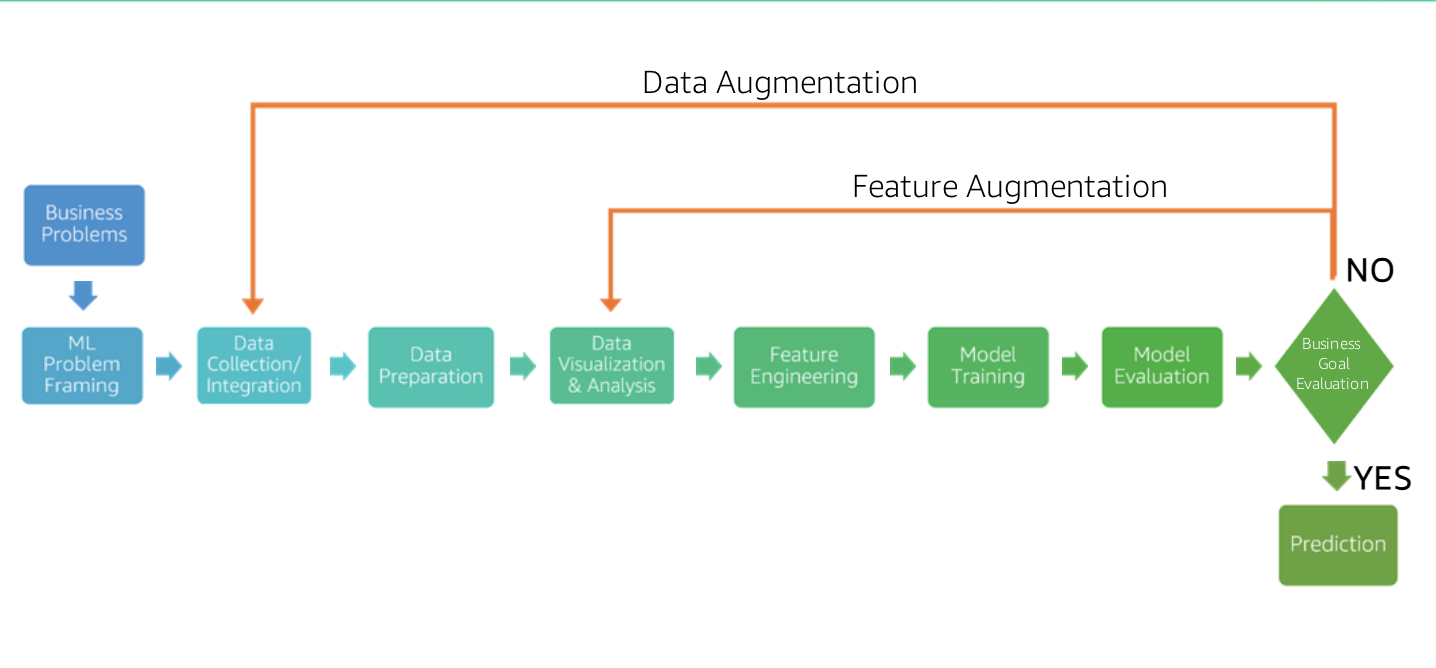 Data Augmentation
Feature Augmentation
Business
Problems
NO
ML
Problem
Framing
Data
Collection/
Integration
Data
Preparation
Data
Visualization
& Analysis
Feature
Engineering
Model
Training
Model
Evaluation
Business
Goal
Evaluation
YES
Prediction